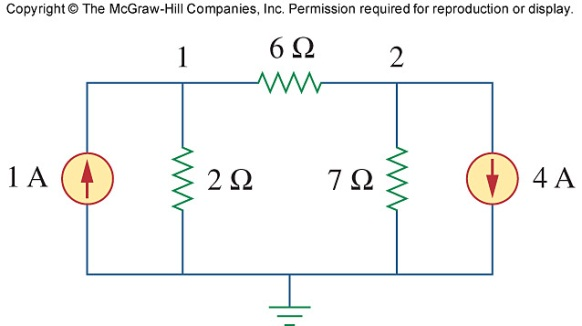 Copyright © The McGraw-Hill Companies, Inc. Permission required for reproduction or display.
6 Ω
1
2
1 A
2 Ω
7 Ω
4 A